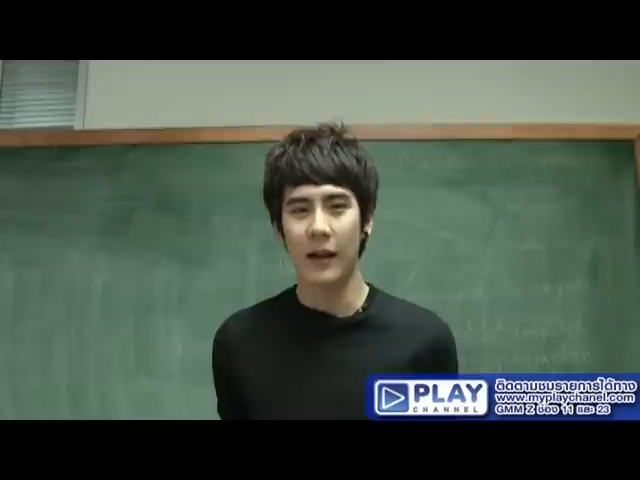 PLAY
CHANNEL
ติดตามชมรายการได้ทาง
www.myplaychanel.com
GMM Z ช่อง 11 และ 23